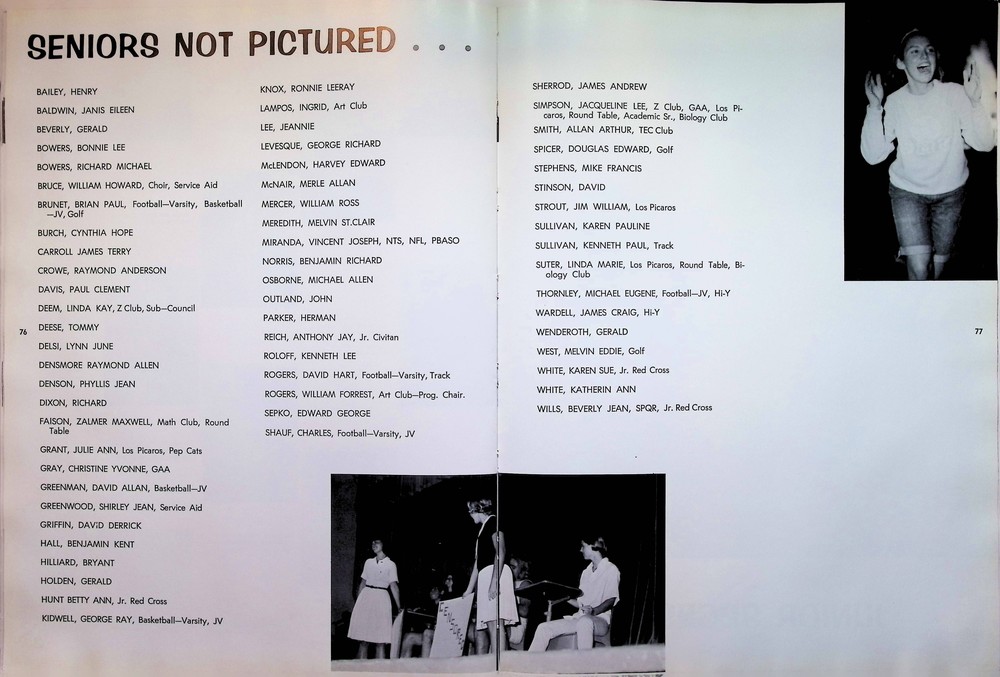 SENIORS NOT PICTURED . . .
BAILEY, HENRY
BALDWIN, JANIS EILEEN
BEVERLY, GERALD
BOWERS, BONNIE LEE
BOWERS, RICHARD MICHAEL
BRUCE, WILLIAM HOWARD, Choir, Service Aid
BRUNET, BRIAN PAUL, Football—Varsity, Basketball
—JV, Golf
BURCH, CYNTHIA HOPE
CARROLL JAMES TERRY
CROWE, RAYMOND ANDERSON
DAVIS, PAUL CLEMENT
DEEM, LINDA KAY, Z Club, Sub—Council
DEESE, TOMMY
DELSI, LYNN JUNE
DENSMORE RAYMOND ALLEN
DENSON, PHYLLIS JEAN
DIXON, RICHARD
FAISON, ZALMER MAXWELL, Math Club, Round
Table
GRANT, JULIE ANN, Los Picaros, Pep Cats
GRAY, CHRISTINE YVONNE, GAA
GREENMAN, DAVID ALLAN, Basketball—JV
GREENWOOD, SHIRLEY JEAN, Service Aid
GRIFFIN, DAVID DERRICK
HALL, BENJAMIN KENT
HILLIARD, BRYANT
HOLDEN, GERALD
HUNT BETTY ANN, Jr. Red Cross
KIDWELL, GEORGE RAY, Basketball—Varsity, JV
76
KNOX, RONNIE LEERAY
LAMPOS, INGRID, Art Club
LEE, JEANNIE
LEVESQUE, GEORGE RICHARD
McLENDON, HARVEY EDWARD
McNAIR, MERLE ALLAN
MERCER, WILLIAM ROSS
MEREDITH, MELVIN ST.CLAIR
MIRANDA, VINCENT JOSEPH, NTS, NFL, PBASO
NORRIS, BENJAMIN RICHARD
OSBORNE, MICHAEL ALLEN
OUTLAND, JOHN
PARKER, HERMAN
REICH, ANTHONY JAY, Jr. Civitan
ROLOFF, KENNETH LEE
ROGERS, DAVID HART, Football—Varsity, Track
ROGERS, WILLIAM FORREST, Art Club—Prog. Chair.
SEPKO, EDWARD GEORGE
SHAUF, CHARLES, Football—Varsity, JV
SHERROD, JAMES ANDREW
SIMPSON, JACQUELINE LEE, Z Club, GAA, Los Pi-
caros, Round Table, Academic Sr., Biology Club
SMITH, ALLAN ARTHUR, TEC Club
SPICER, DOUGLAS EDWARD, Golf
STEPHENS, MIKE FRANCIS
STINSON, DAVID
STROUT, JIM WILLIAM, Los Picaros
SULLIVAN, KAREN PAULINE
SULLIVAN, KENNETH PAUL, Track
SUTER, LINDA MARIE, Los Picaros, Round Table, Bi-
ology Club
THORNLEY, MICHAEL EUGENE, Football—JV, Hi-Y
WARDELL, JAMES CRAIG, Hi-Y
WENDEROTH, GERALD
WEST, MELVIN EDDIE, Golf
WHITE, KAREN SUE, Jr. Red Cross
WHITE, KATHERIN ANN
WILLS, BEVERLY JEAN, SPQR, Jr. Red Cross
77